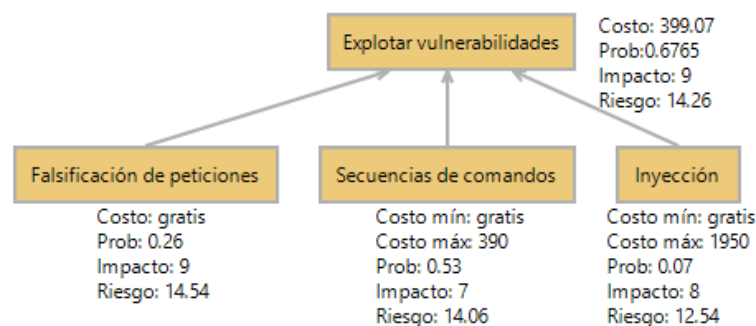 Explotar vulnerabilidades
Costo: 399.07
Prob:0.6765
Impacto: 9
Riesgo: 14.26
Falsificación de peticiones
Costo: gratis
Prob: 0.26
Impacto: 9
Riesgo: 14.54
Secuencias de comandos
Costo mín: gratis
Costo máx: 390
Prob: 0.53
Impacto: 7
Riesgo: 14.06
Inyección
Costo mín: gratis
Costo máx: 1950
Prob: 0.07
Impacto: 8
Riesgo: 12.54